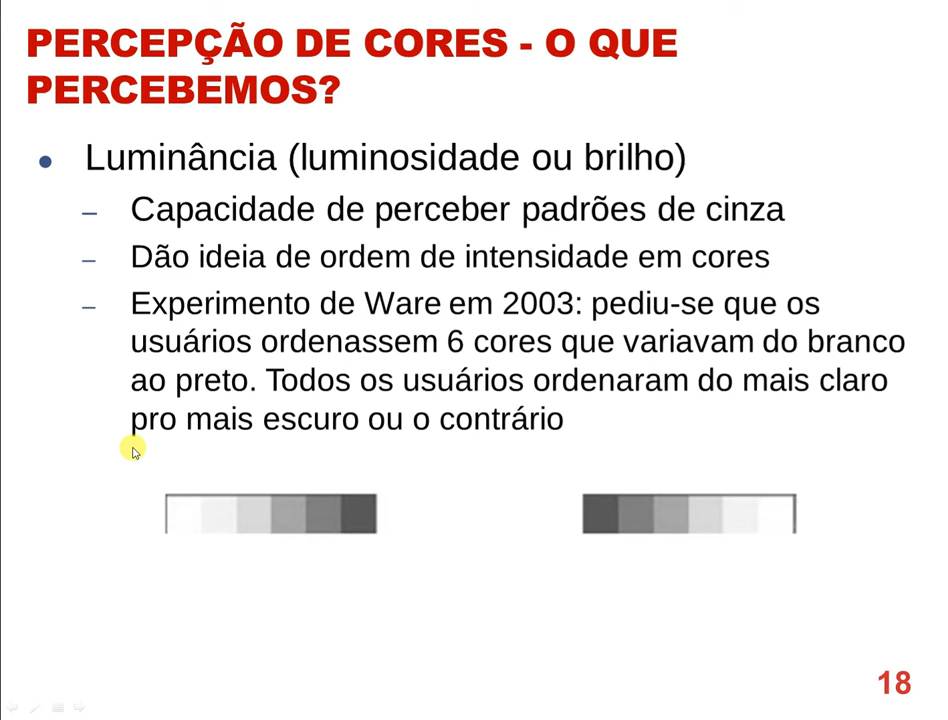 PERCEPÇÃO DE CORES - O QUE
PERCEBEMOS?
● Luminância (luminosidade ou brilho)
– Capacidade de perceber padrões de cinza
– Dão ideia de ordem de intensidade em cores
– Experimento de Ware em 2003: pediu-se que os
usuários ordenassem 6 cores que variavam do branco
ao preto. Todos os usuários ordenaram do mais claro
pro mais escuro ou o contrário
18